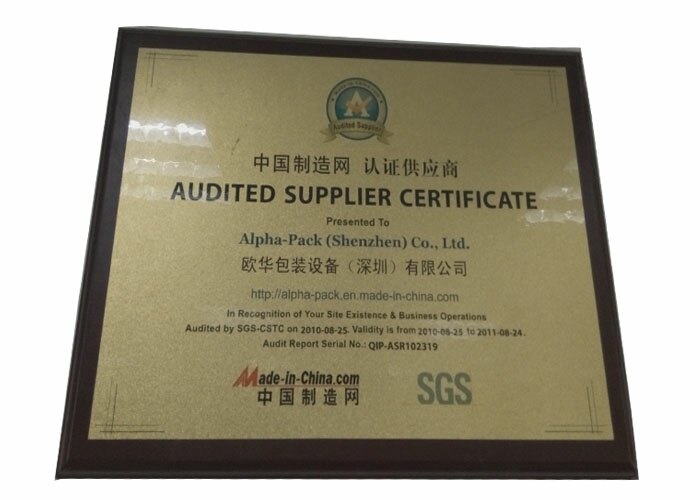 Audited Supplier
中国制造网 认证供应商
AUDITED SUPPLIER CERTIFICATE
Presented To
Alpha-Pack (Shenzhen) Co., Ltd.
欧华包装设备（深圳）有限公司
http://alpha-pack.en.made-in-china.com
In Recognition of Your Site Existence & Business Operations
Audited by SGS-CSTC on 2010-08-25. Validity is from 2010-08-25 to 2011-08-24.
Audit Report Serial No.: QIP-ASR102319
Made-in-China.com
中国制造网
SGS